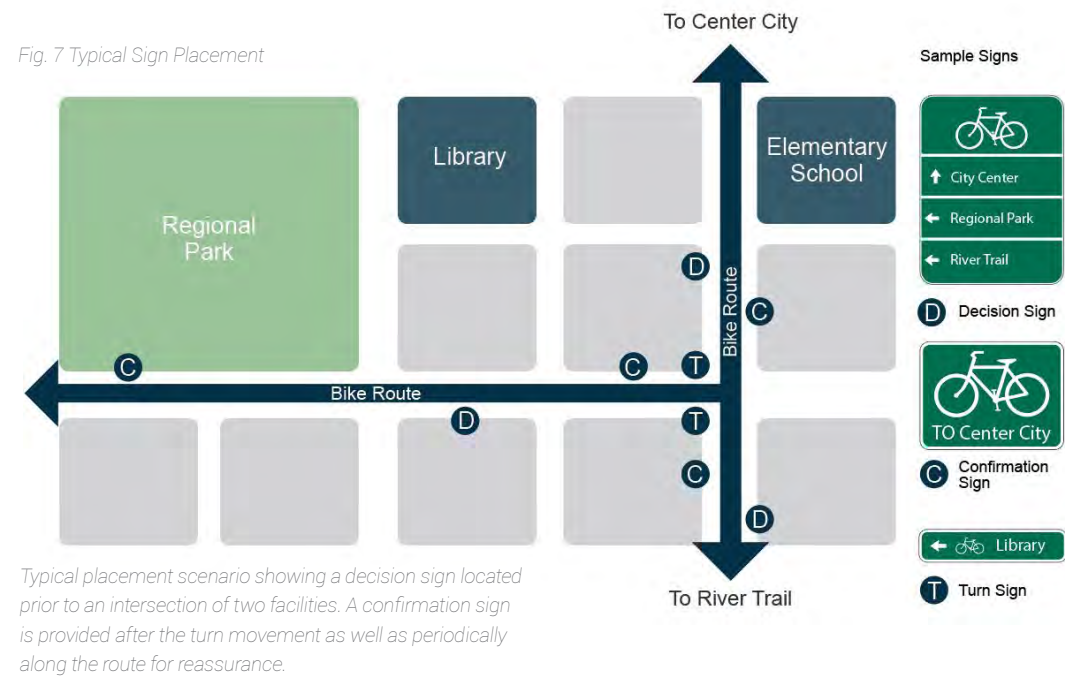 To Center City
Fig. 7 Typical Sign Placement
Sample Signs
Library
Elementary
School
Regional
Park
City Center
Regional Park
River Trail
D
D Decision Sign
Bike Route
C
C
C
T
Bike Route
D
T
TO Center City
C
C Confirmation
Sign
D
Library
T Turn Sign
To River Trail
Typical placement scenario showing a decision sign located
prior to an intersection of two facilities. A confirmation sign
is provided after the turn movement as well as periodically
along the route for reassurance.